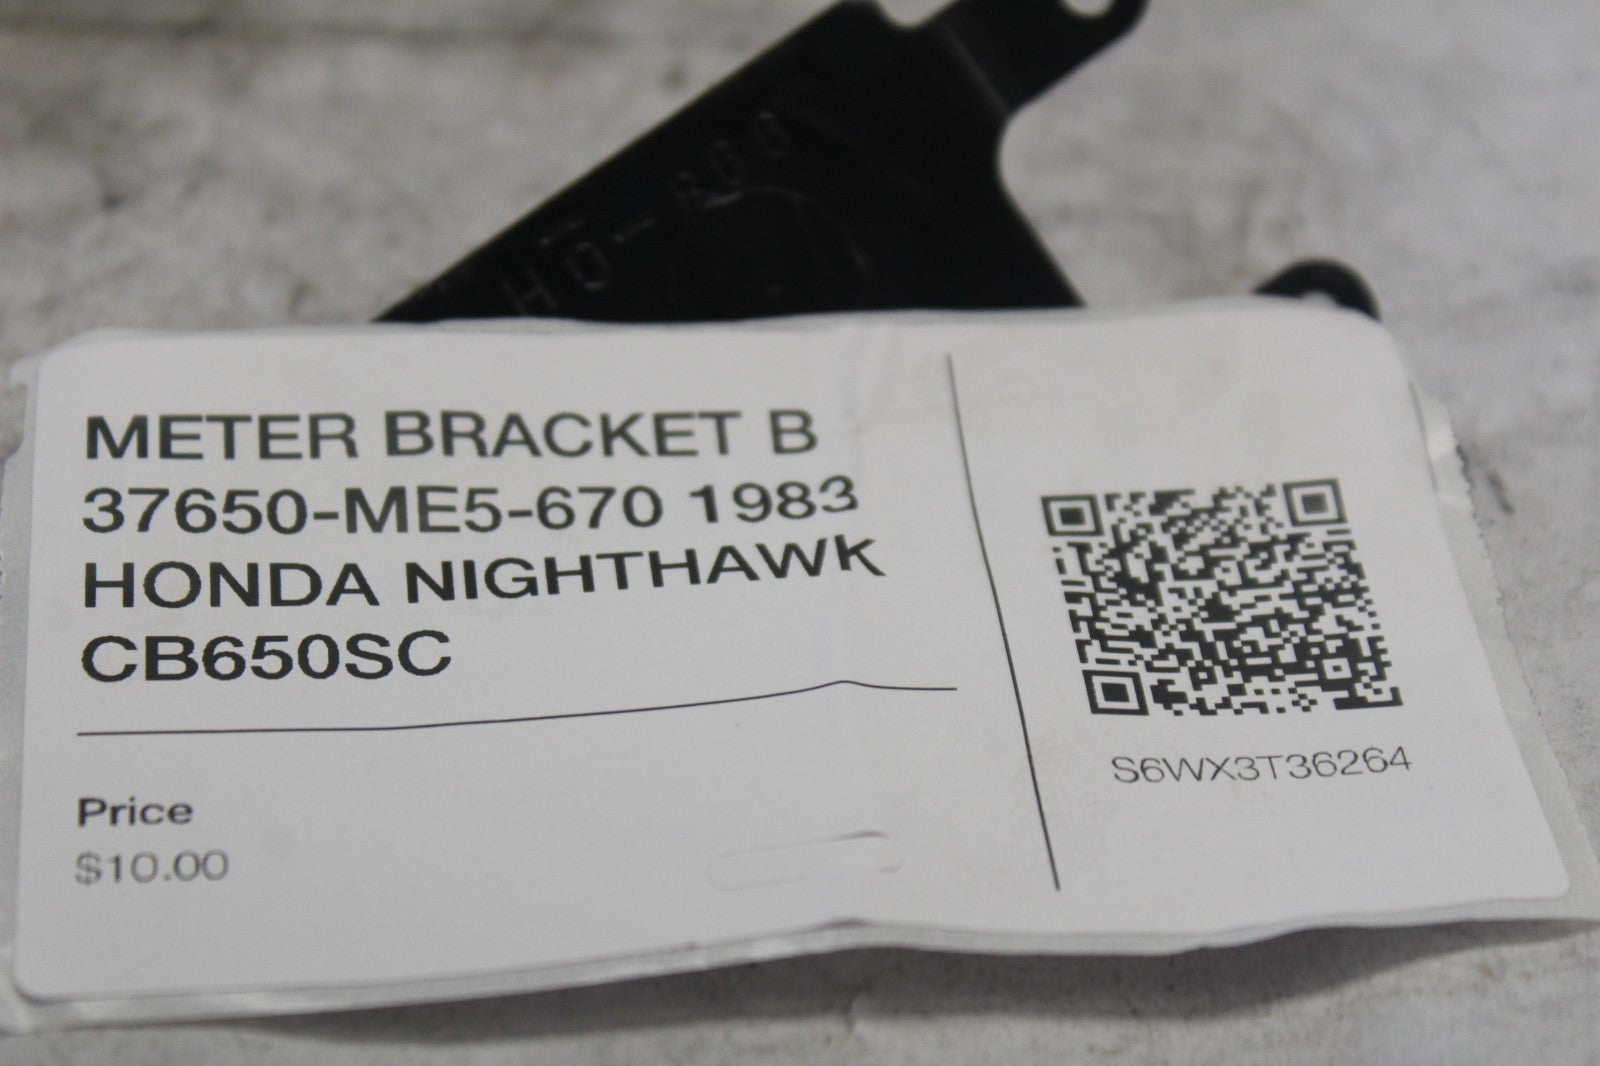 METER BRACKET B
37650-ME5-670 1983
HONDA NIGHTHAWK
CB650SC
Price
$10.00
S6WX3T36264